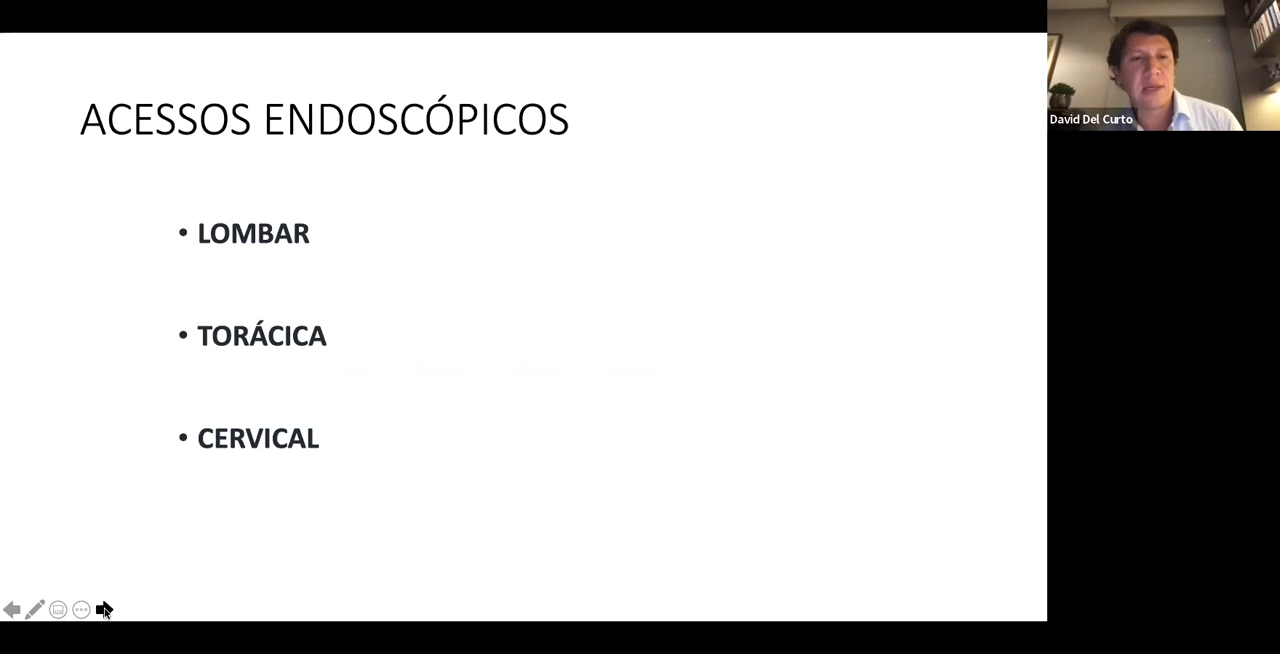 ACESSOS ENDOSCÓPICOS
• LOMBAR
• TORÁCICA
• CERVICAL
David Del Curto